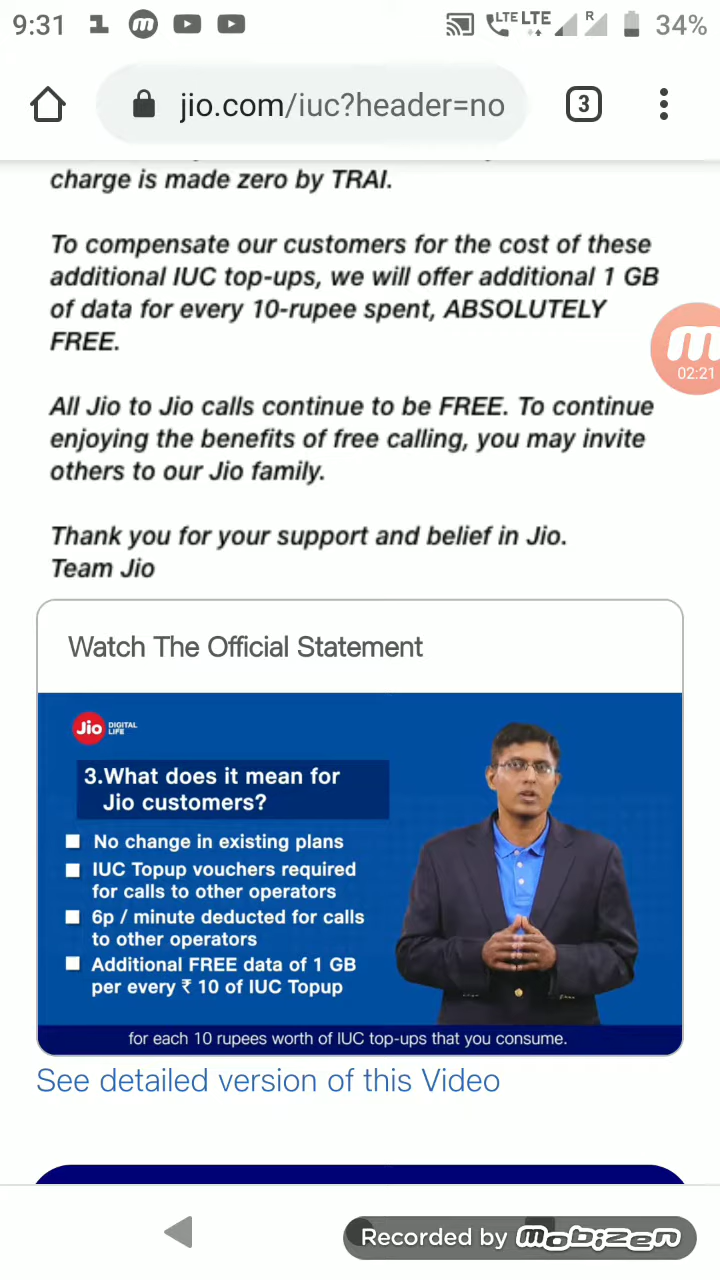 9:31
LTE LTE R 34%
jio.com/iuc?header=no
3
charge is made zero by TRAI.
To compensate our customers for the cost of these
additional IUC top-ups, we will offer additional 1 GB
of data for every 10-rupee spent, ABSOLUTELY
FREE.
m
02:21
All Jio to Jio calls continue to be FREE. To continue
enjoying the benefits of free calling, you may invite
others to our Jio family.
Thank you for your support and belief in Jio.
Team Jio
Watch The Official Statement
Jio DIGITAL
LIFE
3.What does it mean for
Jio customers?
No change in existing plans
IUC Topup vouchers required
for calls to other operators
6p / minute deducted for calls
to other operators
Additional FREE data of 1 GB
per every ₹ 10 of IUC Topup
for each 10 rupees worth of IUC top-ups that you consume.
See detailed version of this Video
Recorded by mobizen